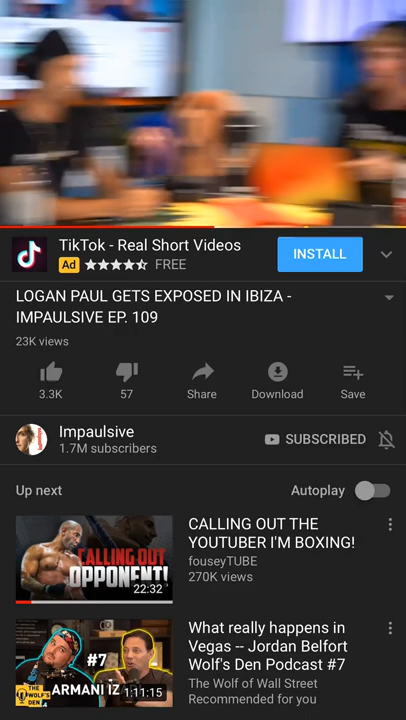 TikTok - Real Short Videos
Ad FREE
INSTALL
LOGAN PAUL GETS EXPOSED IN IBIZA -
IMPAULSIVE EP. 109
23K views
3.3K
57
Share
Download
Save
Impaulsive
1.7M subscribers
SUBSCRIBED
Up next
Autoplay
CALLING OUT
OPPONENT!
22:32
CALLING OUT THE
YOUTUBER I'M BOXING!
fouseyTUBE
270K views
#7
THE
WOLF'S
DEN
ARMANI IZ
1:11:15
What really happens in
Vegas -- Jordan Belfort
Wolf's Den Podcast #7
The Wolf of Wall Street
Recommended for you